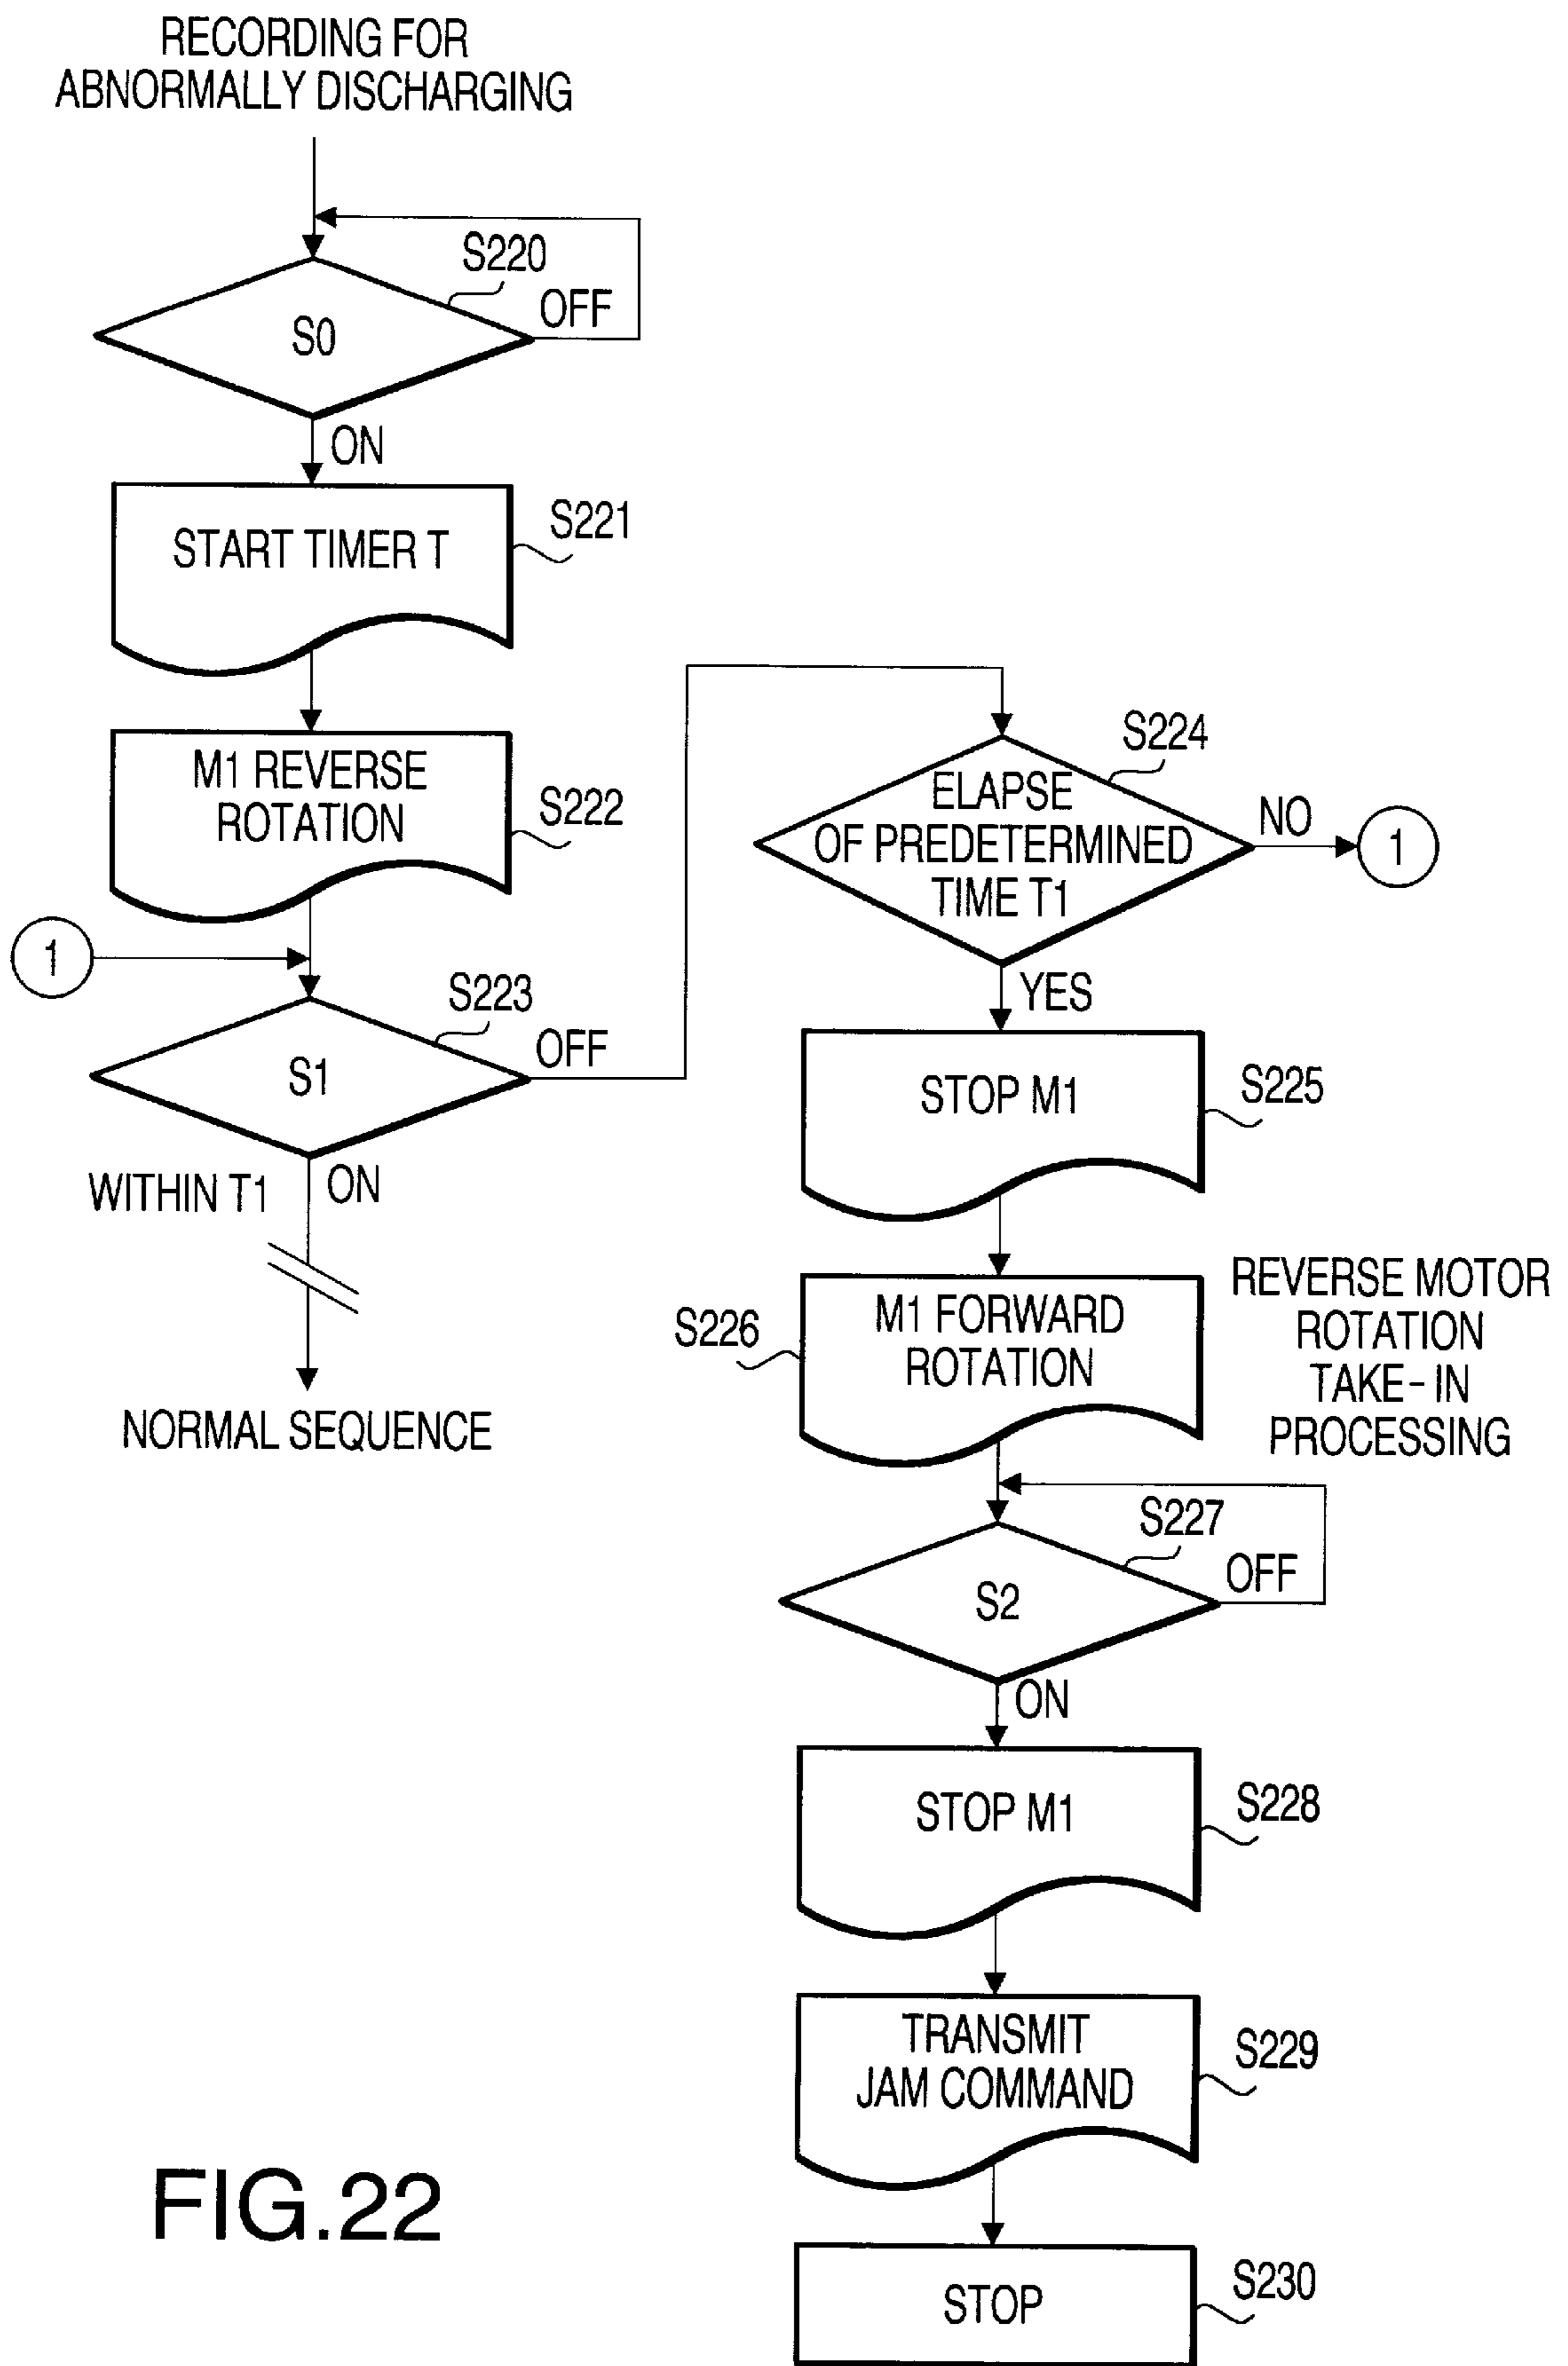 RECORDING FOR
ABNORMALLY DISCHARGING
S220
S0
OFF
ON
START TIMER T
S221
M1 REVERSE
ROTATION
S222
1
S223
S1
OFF
WITHIN T1
ON
NORMAL SEQUENCE
S224
ELAPSE
OF PREDETERMINED
TIME T1
NO
1
YES
STOP M1
S225
S226
M1 FORWARD
ROTATION
REVERSE MOTOR
ROTATION
TAKE-IN
PROCESSING
S227
S2
OFF
ON
STOP M1
S228
TRANSMIT
JAM COMMAND
S229
STOP
S230
FIG.22